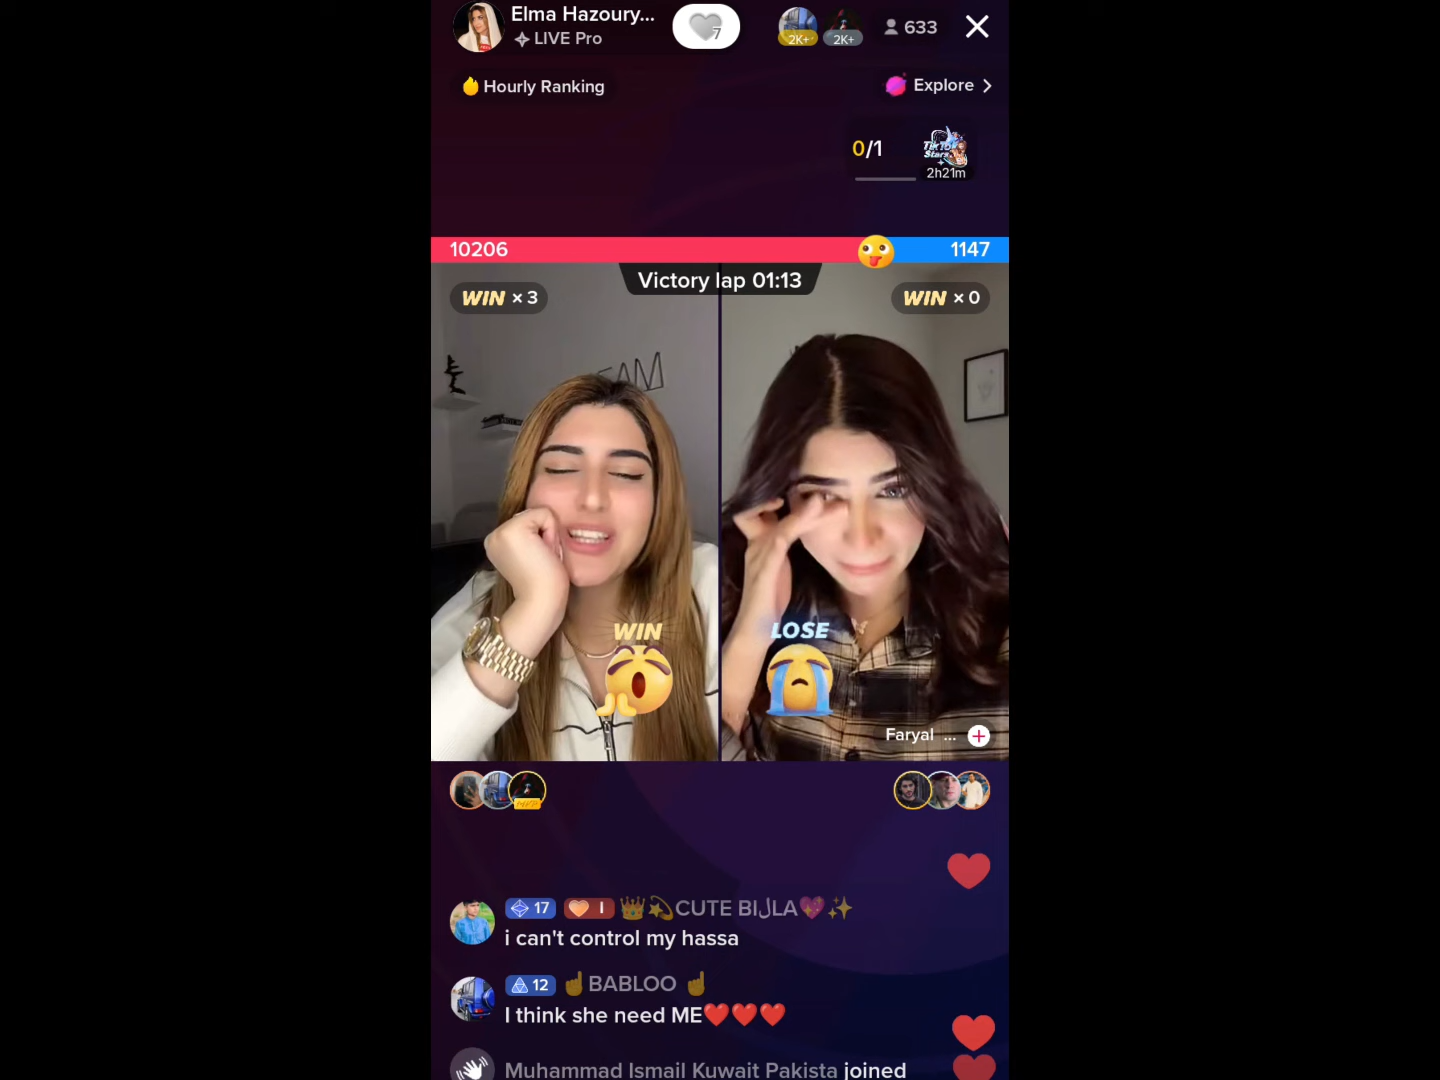 Elma Hazoury...
LIVE Pro
7
2K+
2K+
633
Hourly Ranking
Explore
0/1
TikTok
Stars
2h21m
10206
1147
Victory lap 01:13
WIN × 3
WIN × 0
WIN
LOSE
Faryal ...
17
I
CUTE BIJLA
i can't control my hassa
12
☝BABLOO ☝
I think she need ME❤❤❤
Muhammad Ismail Kuwait Pakista joined